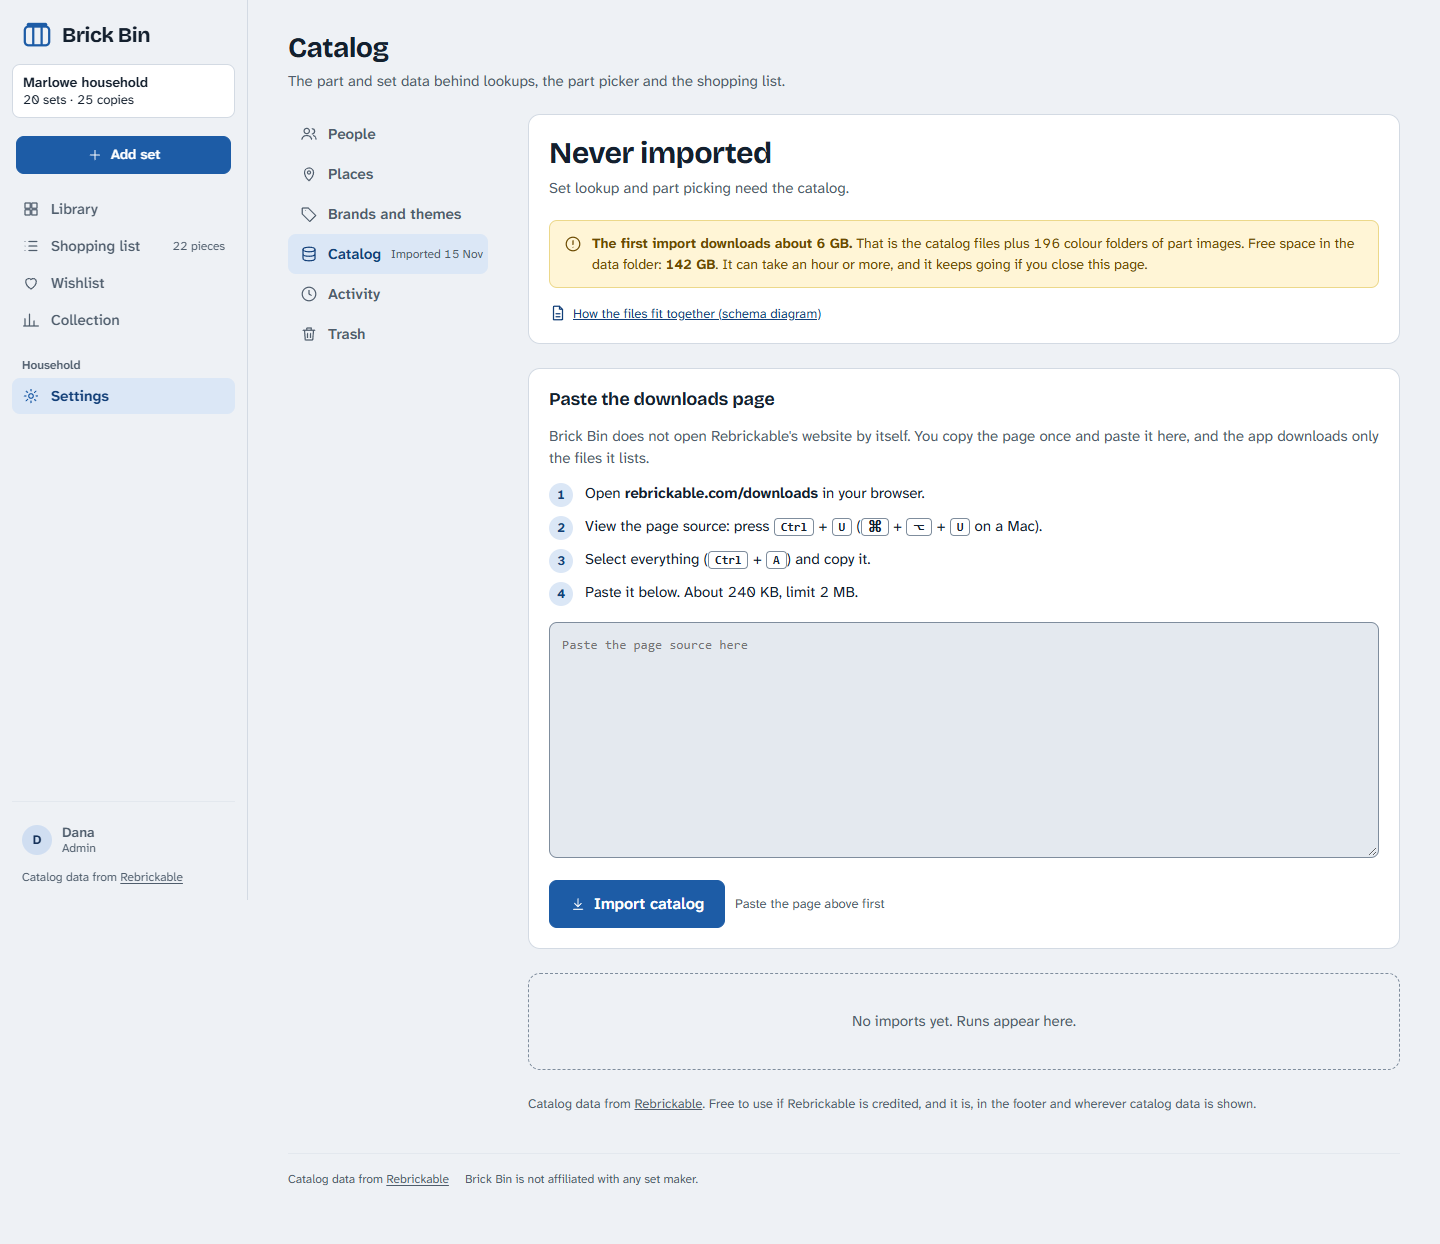 Brick Bin
Marlowe household
20 sets · 25 copies
Add set
Library
Shopping list 22 pieces
Wishlist
Collection
Household
Settings
Dana
D
Admin
Catalog data from Rebrickable
Catalog
The part and set data behind lookups, the part picker and the shopping list.
People
Places
Brands and themes
Catalog Imported 15 Nov
Activity
Trash
Never imported
Set lookup and part picking need the catalog.
The first import downloads about 6 GB. That is the catalog files plus 196 colour folders of part images. Free space in the
data folder: 142 GB. It can take an hour or more, and it keeps going if you close this page.
How the files fit together (schema diagram)
Paste the downloads page
Brick Bin does not open Rebrickable's website by itself. You copy the page once and paste it here, and the app downloads only
the files it lists.
1 Open rebrickable.com/downloads in your browser.
2 View the page source: press Ctrl + U (⌘ + ⌥ + U on a Mac).
3 Select everything (Ctrl + A) and copy it.
4 Paste it below. About 240 KB, limit 2 MB.
Paste the page source here
Import catalog Paste the page above first
No imports yet. Runs appear here.
Catalog data from Rebrickable. Free to use if Rebrickable is credited, and it is, in the footer and wherever catalog data is shown.
Catalog data from Rebrickable Brick Bin is not affiliated with any set maker.